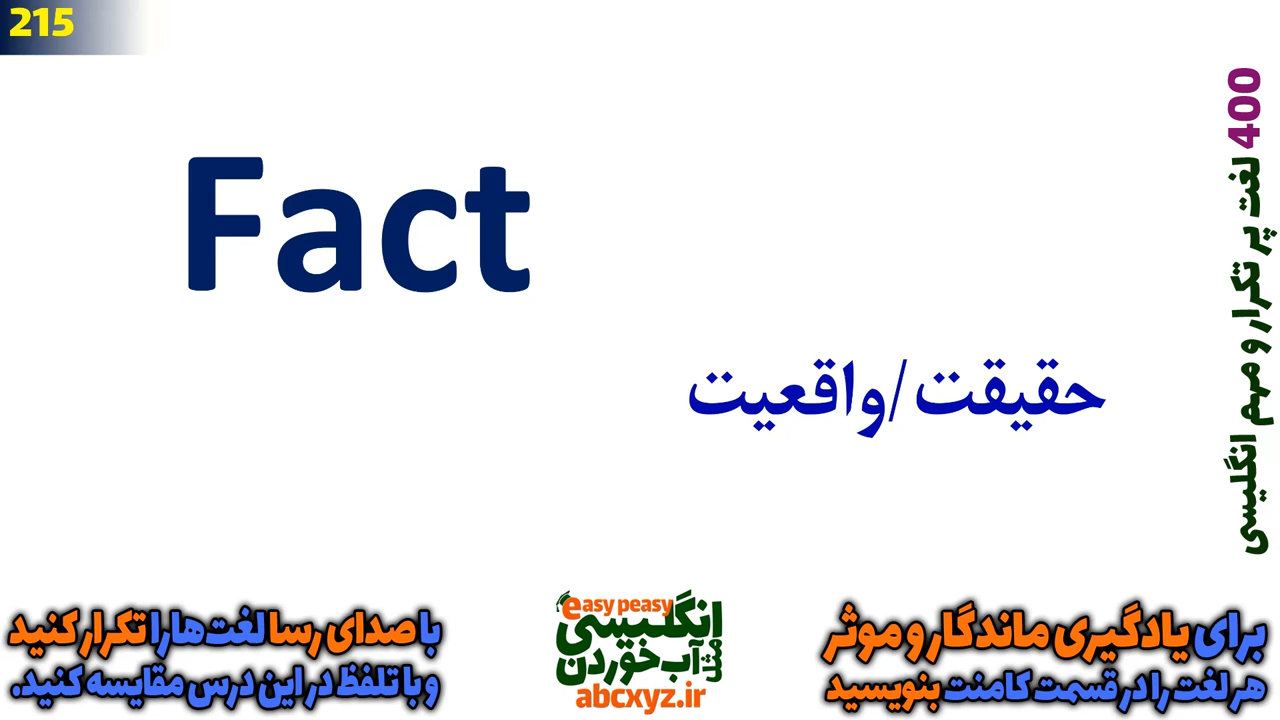 215
Fact
حقیقت/واقعیت
400 لغت پر تکرار و مهم انگلیسی
برای یادگیری ماندگار و موثر
هر لغت را در قسمت کامنت بنویسید
easy peasy
انگلیسی
مثل آب خوردن
abcxyz.ir
با صدای رسا لغت‌ها را تکرار کنید
و با تلفظ در این درس مقایسه کنید.